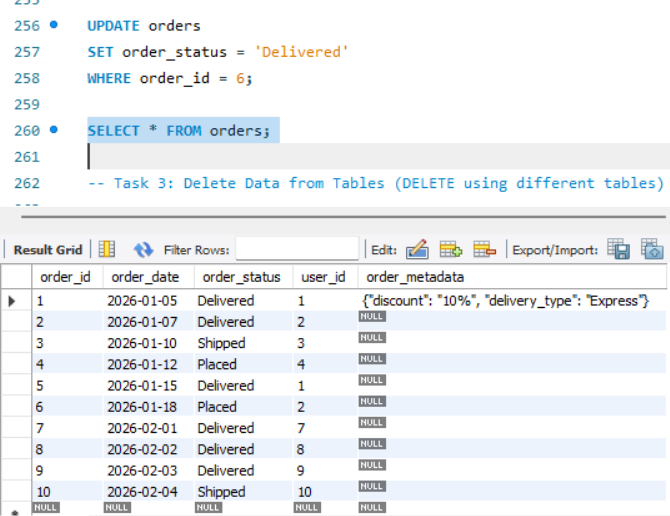 256 UPDATE orders
257 SET order_status = 'Delivered'
258 WHERE order_id = 6;
259
260 SELECT * FROM orders;
261
262 -- Task 3: Delete Data from Tables (DELETE using different tables)
Result Grid Filter Rows: Edit: Export/Import:
order_id order_date order_status user_id order_metadata
1 2026-01-05 Delivered 1 {"discount": "10%", "delivery_type": "Express"}
2 2026-01-07 Delivered 2 NULL
3 2026-01-10 Shipped 3 NULL
4 2026-01-12 Placed 4 NULL
5 2026-01-15 Delivered 1 NULL
6 2026-01-18 Placed 2 NULL
7 2026-02-01 Delivered 7 NULL
8 2026-02-02 Delivered 8 NULL
9 2026-02-03 Delivered 9 NULL
10 2026-02-04 Shipped 10 NULL
NULL NULL NULL NULL NULL